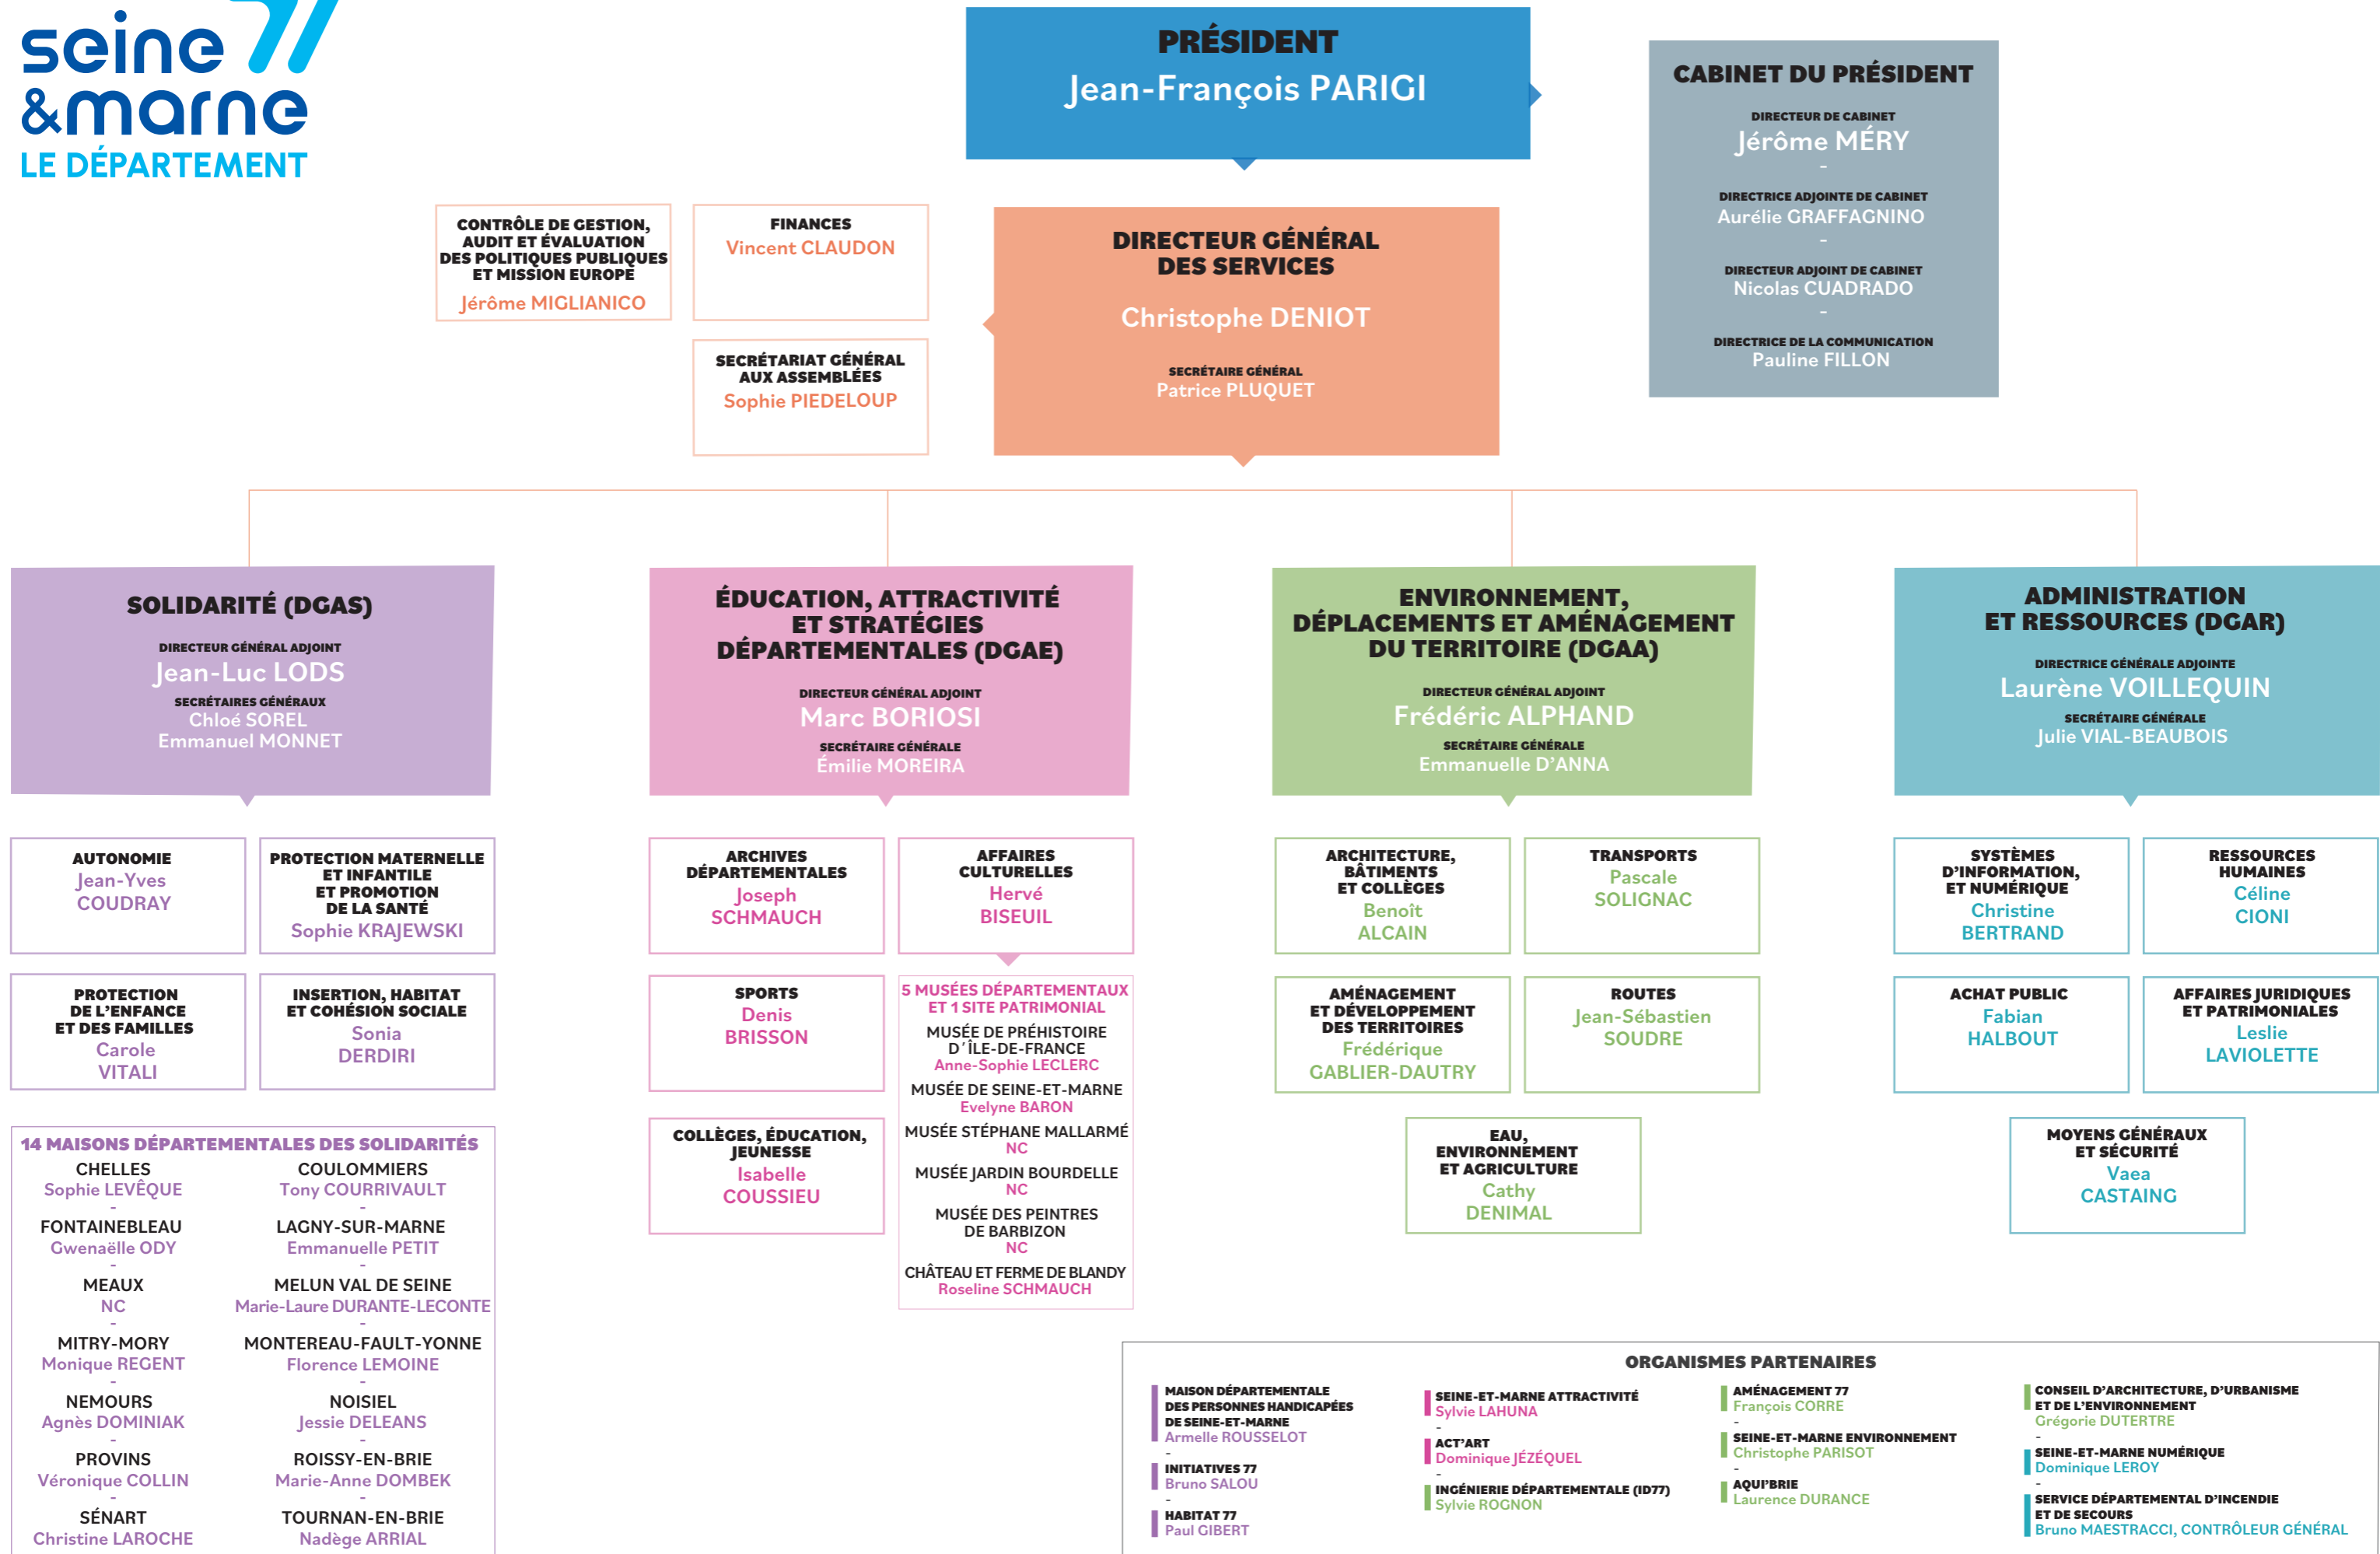 seine 77
&marne
LE DÉPARTEMENT
PRÉSIDENT
Jean-François PARIGI
CABINET DU PRÉSIDENT
DIRECTEUR DE CABINET
Jérôme MÉRY
-
DIRECTRICE ADJOINTE DE CABINET
Aurélie GRAFFAGNINO
-
DIRECTEUR ADJOINT DE CABINET
Nicolas CUADRADO
-
DIRECTRICE DE LA COMMUNICATION
Pauline FILLON
CONTRÔLE DE GESTION,
AUDIT ET ÉVALUATION
DES POLITIQUES PUBLIQUES
ET MISSION EUROPE
Jérôme MIGLIANICO
FINANCES
Vincent CLAUDON
SECRÉTARIAT GÉNÉRAL
AUX ASSEMBLÉES
Sophie PIEDELOUP
DIRECTEUR GÉNÉRAL
DES SERVICES
Christophe DENIOT
SECRÉTAIRE GÉNÉRAL
Patrice PLUQUET
SOLIDARITÉ (DGAS)
DIRECTEUR GÉNÉRAL ADJOINT
Jean-Luc LODS
SECRÉTAIRES GÉNÉRAUX
Chloé SOREL
Emmanuel MONNET
ÉDUCATION, ATTRACTIVITÉ
ET STRATÉGIES
DÉPARTEMENTALES (DGAE)
DIRECTEUR GÉNÉRAL ADJOINT
Marc BORIOSI
SECRÉTAIRE GÉNÉRALE
Émilie MOREIRA
ENVIRONNEMENT,
DÉPLACEMENTS ET AMÉNAGEMENT
DU TERRITOIRE (DGAA)
DIRECTEUR GÉNÉRAL ADJOINT
Frédéric ALPHAND
SECRÉTAIRE GÉNÉRALE
Emmanuelle D'ANNA
ADMINISTRATION
ET RESSOURCES (DGAR)
DIRECTRICE GÉNÉRALE ADJOINTE
Laurène VOILLEQUIN
SECRÉTAIRE GÉNÉRALE
Julie VIAL-BEAUBOIS
AUTONOMIE
Jean-Yves
COUDRAY
PROTECTION MATERNELLE
ET INFANTILE
ET PROMOTION
DE LA SANTÉ
Sophie KRAJEWSKI
PROTECTION
DE L'ENFANCE
ET DES FAMILLES
Carole
VITALI
INSERTION, HABITAT
ET COHÉSION SOCIALE
Sonia
DERDIRI
14 MAISONS DÉPARTEMENTALES DES SOLIDARITÉS
CHELLES
Sophie LEVÊQUE
-
FONTAINEBLEAU
Gwenaëlle ODY
-
MEAUX
NC
-
MITRY-MORY
Monique REGENT
-
NEMOURS
Agnès DOMINIAK
-
PROVINS
Véronique COLLIN
-
SÉNART
Christine LAROCHE
COULOMMIERS
Tony COURRIVAULT
-
LAGNY-SUR-MARNE
Emmanuelle PETIT
-
MELUN VAL DE SEINE
Marie-Laure DURANTE-LECONTE
-
MONTEREAU-FAULT-YONNE
Florence LEMOINE
-
NOISIEL
Jessie DELEANS
-
ROISSY-EN-BRIE
Marie-Anne DOMBEK
-
TOURNAN-EN-BRIE
Nadège ARRIAL
ARCHIVES
DÉPARTEMENTALES
Joseph
SCHMAUCH
AFFAIRES
CULTURELLES
Hervé
BISEUIL
SPORTS
Denis
BRISSON
COLLÈGES, ÉDUCATION,
JEUNESSE
Isabelle
COUSSIEU
5 MUSÉES DÉPARTEMENTAUX
ET 1 SITE PATRIMONIAL
MUSÉE DE PRÉHISTOIRE
D'ÎLE-DE-FRANCE
Anne-Sophie LECLERC
MUSÉE DE SEINE-ET-MARNE
Evelyne BARON
MUSÉE STÉPHANE MALLARMÉ
NC
MUSÉE JARDIN BOURDELLE
NC
MUSÉE DES PEINTRES
DE BARBIZON
NC
CHÂTEAU ET FERME DE BLANDY
Roseline SCHMAUCH
ARCHITECTURE,
BÂTIMENTS
ET COLLÈGES
Benoît
ALCAIN
TRANSPORTS
Pascale
SOLIGNAC
AMÉNAGEMENT
ET DÉVELOPPEMENT
DES TERRITOIRES
Frédérique
GABLIER-DAUTRY
ROUTES
Jean-Sébastien
SOUDRE
EAU,
ENVIRONNEMENT
ET AGRICULTURE
Cathy
DENIMAL
SYSTÈMES
D'INFORMATION,
ET NUMÉRIQUE
Christine
BERTRAND
RESSOURCES
HUMAINES
Céline
CIONI
ACHAT PUBLIC
Fabian
HALBOUT
AFFAIRES JURIDIQUES
ET PATRIMONIALES
Leslie
LAVIOLETTE
MOYENS GÉNÉRAUX
ET SÉCURITÉ
Vaea
CASTAING
ORGANISMES PARTENAIRES
MAISON DÉPARTEMENTALE
DES PERSONNES HANDICAPÉES
DE SEINE-ET-MARNE
Armelle ROUSSELOT
-
INITIATIVES 77
Bruno SALOU
-
HABITAT 77
Paul GIBERT
SEINE-ET-MARNE ATTRACTIVITÉ
Sylvie LAHUNA
-
ACT'ART
Dominique JÉZÉQUEL
-
INGÉNIERIE DÉPARTEMENTALE (ID77)
Sylvie ROGNON
AMÉNAGEMENT 77
François CORRE
-
SEINE-ET-MARNE ENVIRONNEMENT
Christophe PARISOT
-
AQUI'BRIE
Laurence DURANCE
CONSEIL D'ARCHITECTURE, D'URBANISME
ET DE L'ENVIRONNEMENT
Grégorie DUTERTRE
-
SEINE-ET-MARNE NUMÉRIQUE
Dominique LEROY
-
SERVICE DÉPARTEMENTAL D'INCENDIE
ET DE SECOURS
Bruno MAESTRACCI, CONTRÔLEUR GÉNÉRAL